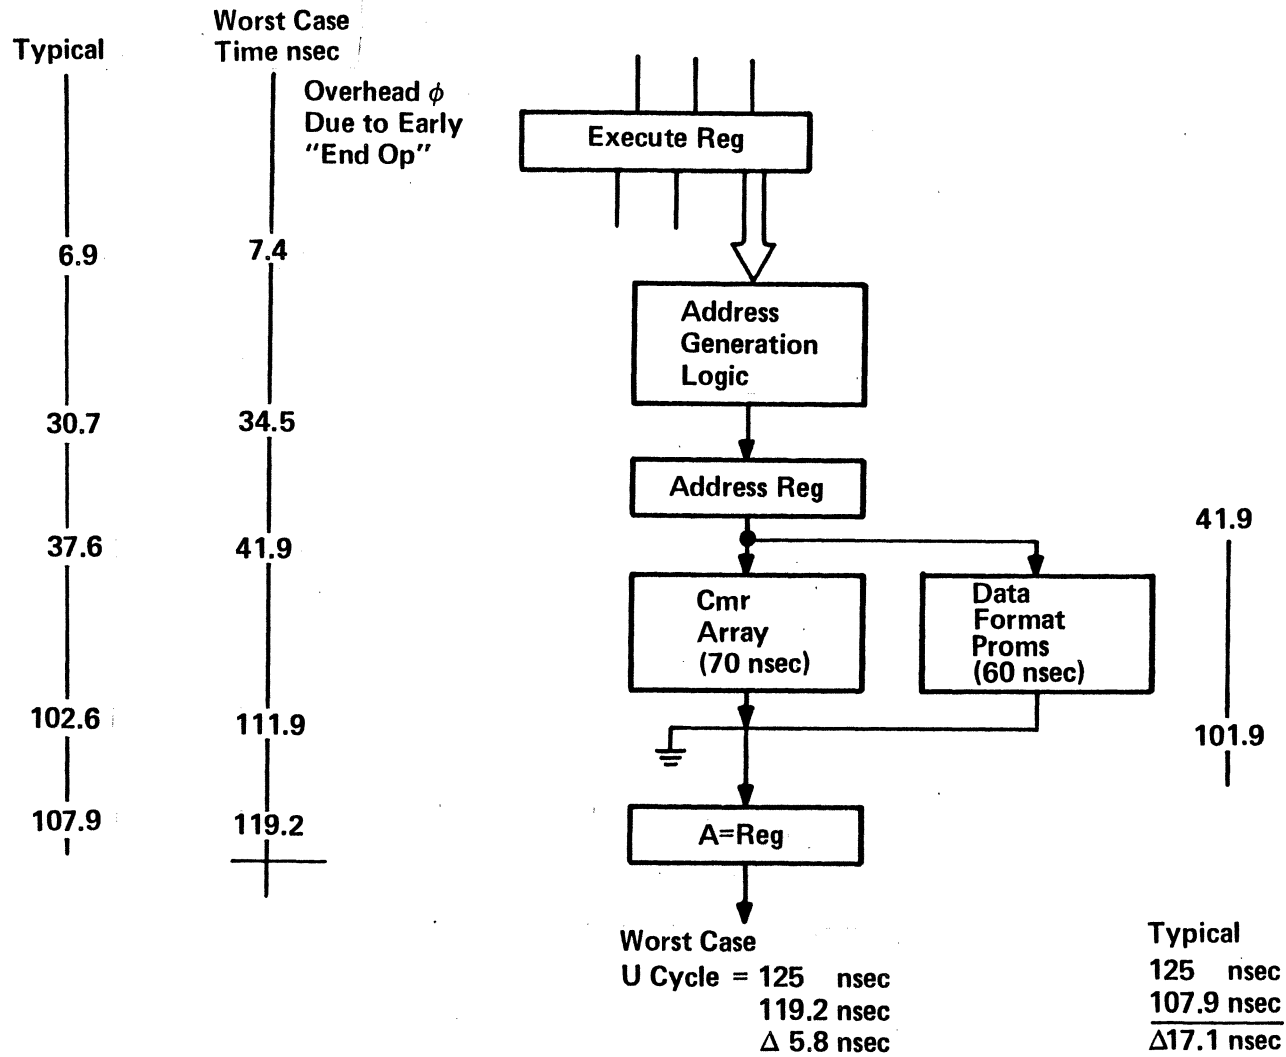 Typical
Worst Case
Time nsec
Overhead ϕ
Due to Early
"End Op"
Execute Reg
6.9
7.4
Address
Generation
Logic
30.7
34.5
Address Reg
41.9
37.6
41.9
Cmr
Array
(70 nsec)
Data
Format
Proms
(60 nsec)
102.6
111.9
101.9
107.9
119.2
A=Reg
Worst Case
U Cycle = 125 nsec
119.2 nsec
Δ 5.8 nsec
Typical
125 nsec
107.9 nsec
Δ17.1 nsec